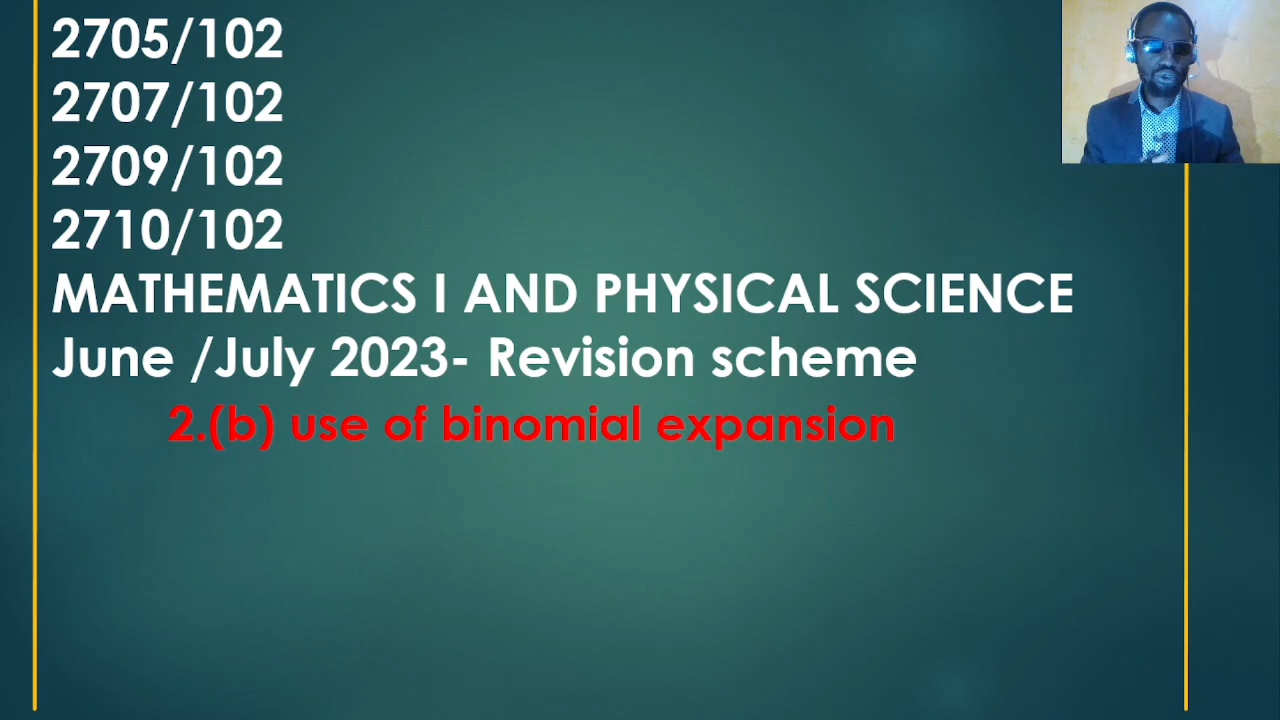 2705/102
2707/102
2709/102
2710/102
MATHEMATICS I AND PHYSICAL SCIENCE
June /July 2023- Revision scheme
2.(b) use of binomial expansion